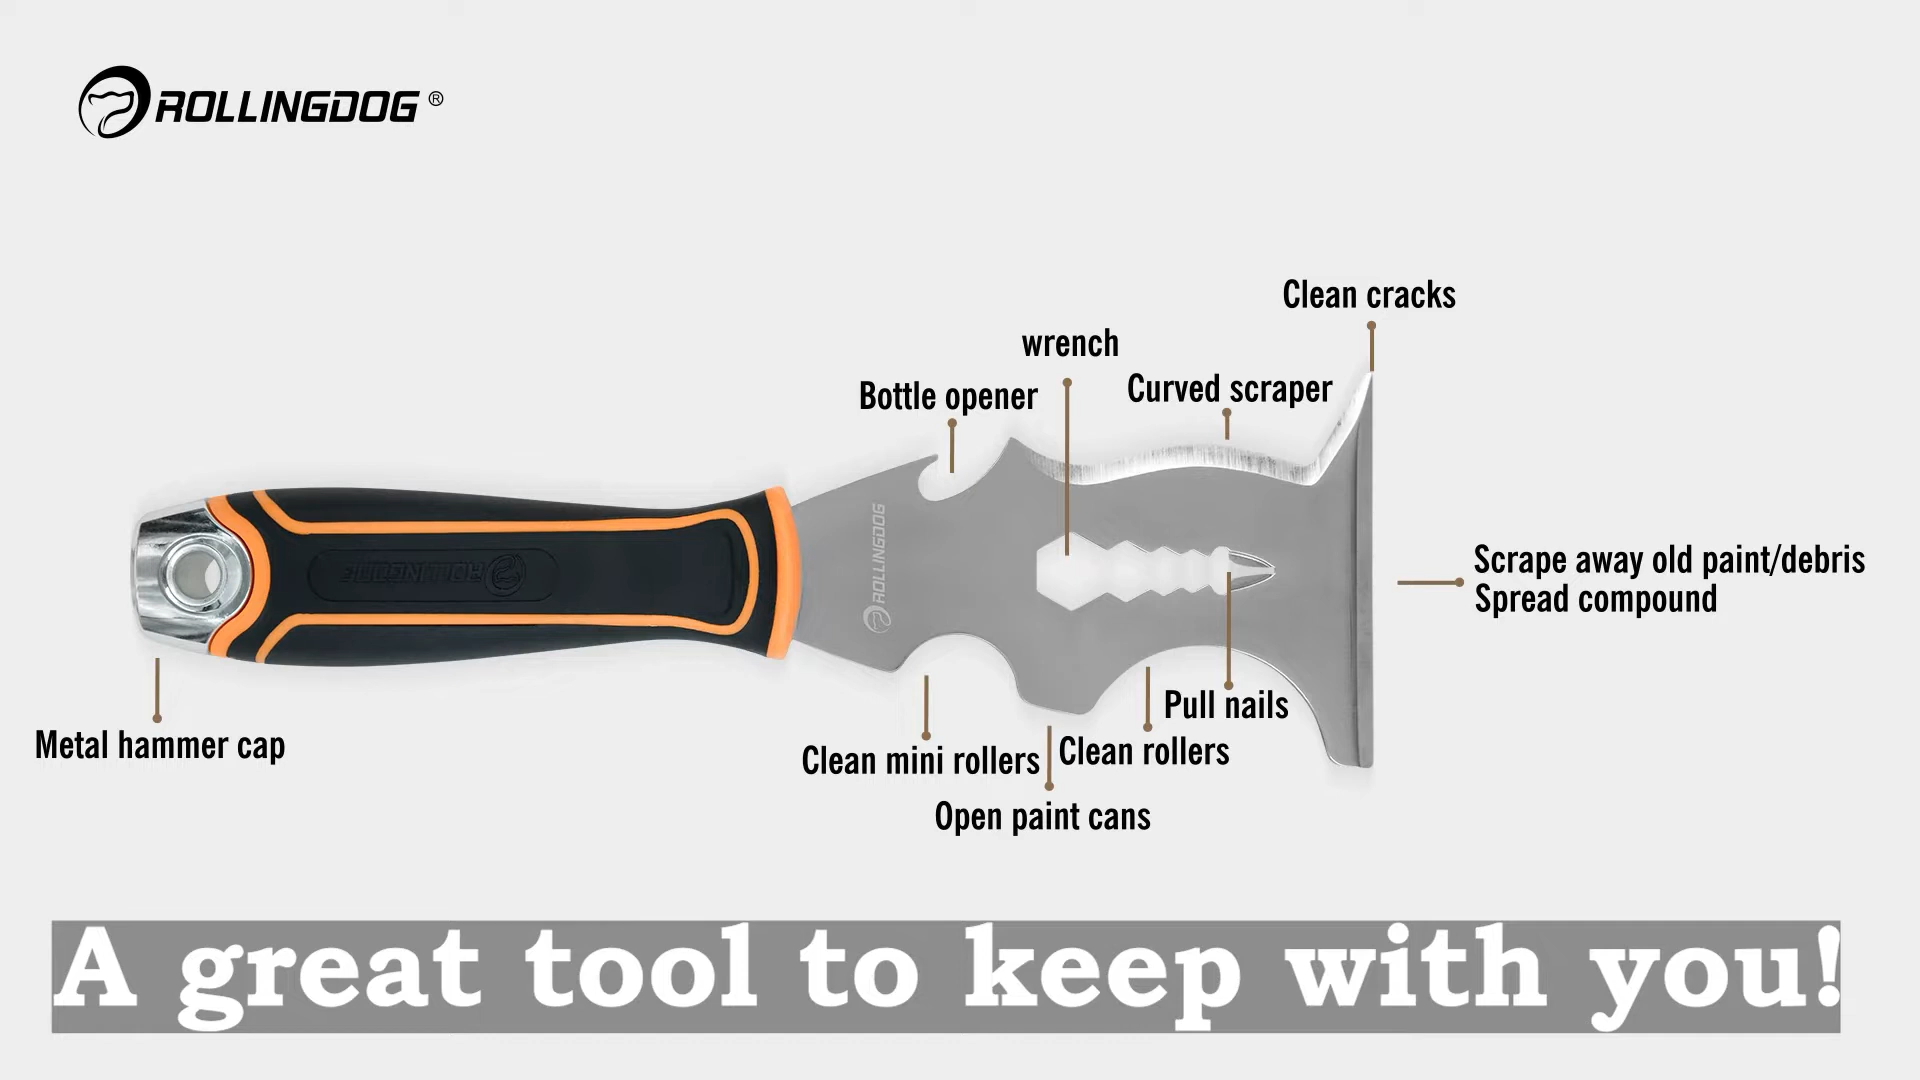 ROLLINGDOG ®
Clean cracks
wrench
Curved scraper
Bottle opener
ROLLINGDOG
ROLLINGDOG
Scrape away old paint/debris
Spread compound
Pull nails
Metal hammer cap
Clean mini rollers
Clean rollers
Open paint cans
A great tool to keep with you!